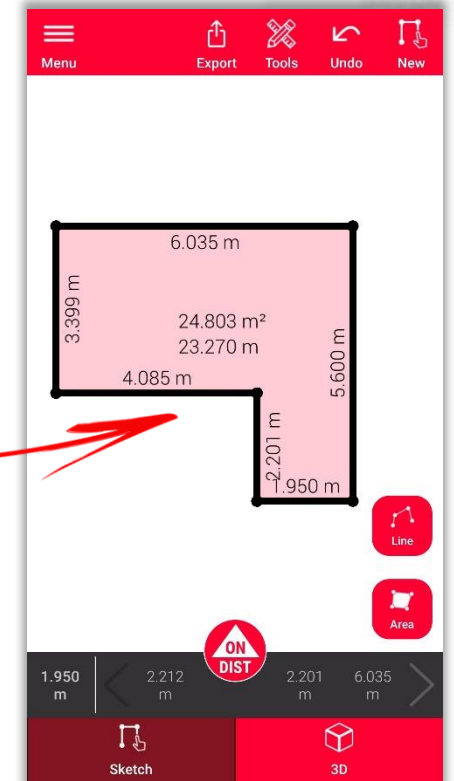 Menu Export Tools Undo New
6.035 m
3.399 m
24.803 m²
23.270 m
5.600 m
4.085 m
2.201 m
1.950 m
Line
Area
ON
DIST
1.950 2.212 2.201 6.035
m m m m
Sketch 3D